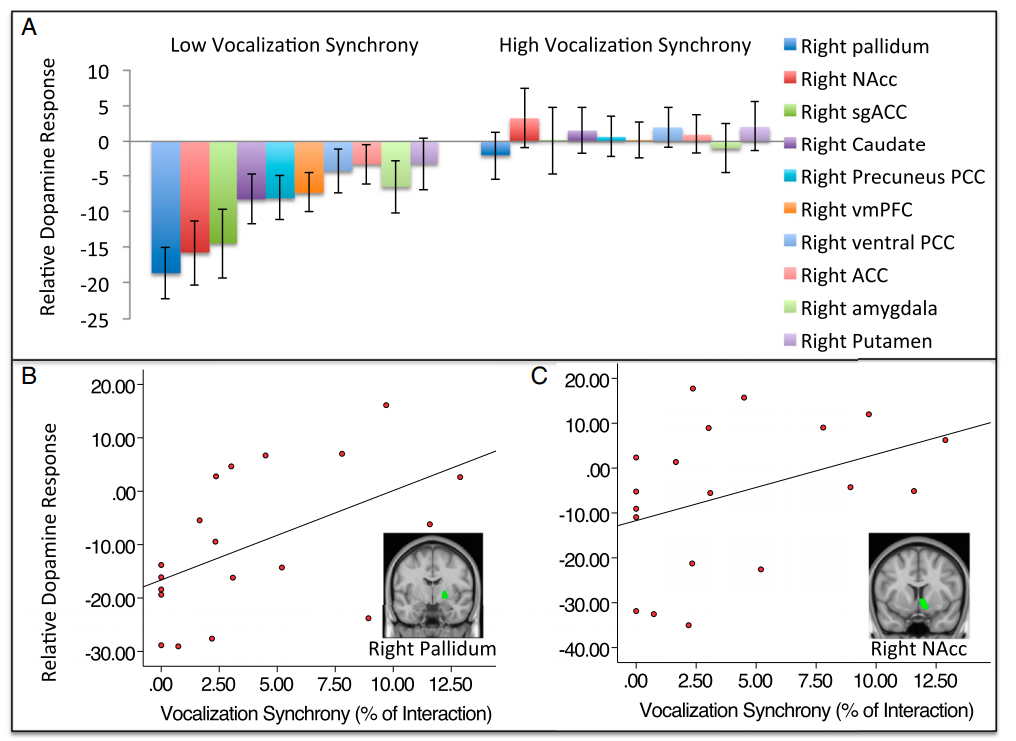 A
Low Vocalization Synchrony
High Vocalization Synchrony
Relative Dopamine Response
10
5
0
-5
-10
-15
-20
-25
Right pallidum
Right NAcc
Right sgACC
Right Caudate
Right Precuneus PCC
Right vmPFC
Right ventral PCC
Right ACC
Right amygdala
Right Putamen
B
Relative Dopamine Response
20.00
10.00
.00
-10.00
-20.00
-30.00
Right Pallidum
.00 2.50 5.00 7.50 10.00 12.50
Vocalization Synchrony (% of Interaction)
C
20.00
10.00
.00
-10.00
-20.00
-30.00
-40.00
Right NAcc
.00 2.50 5.00 7.50 10.00 12.50
Vocalization Synchrony (% of Interaction)